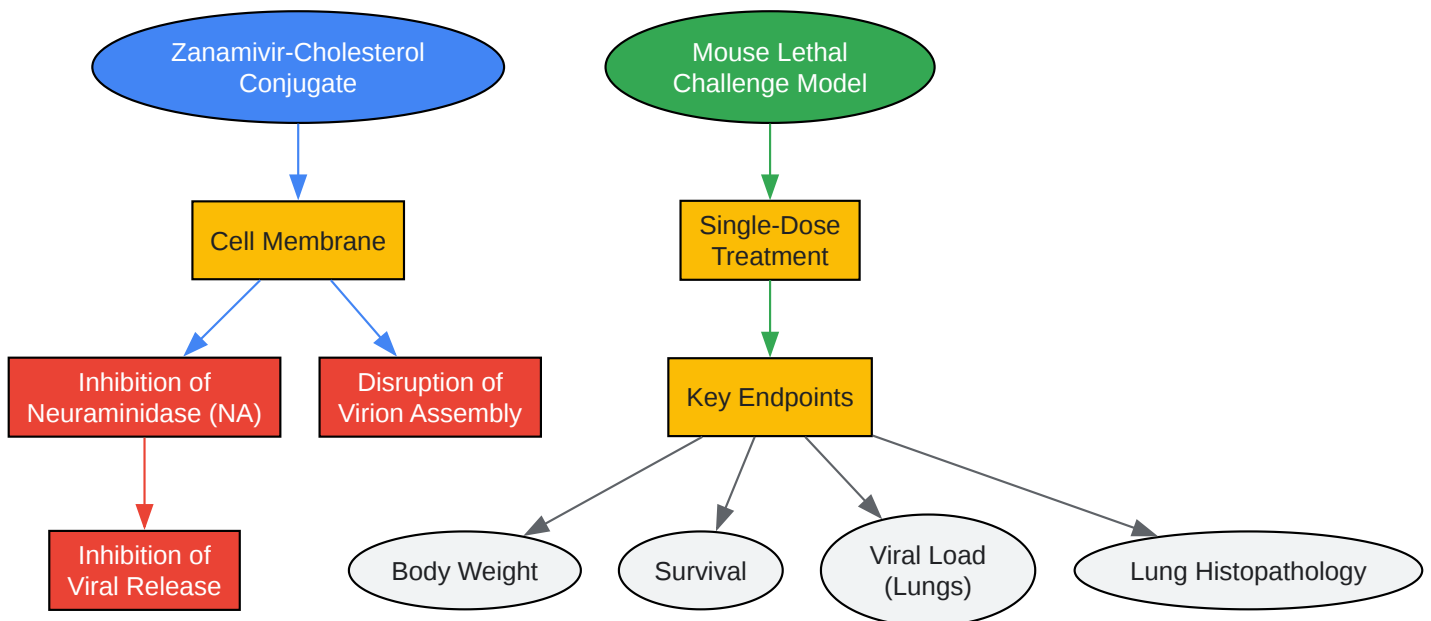 Zanamivir-Cholesterol
Conjugate
Mouse Lethal
Challenge Model
Cell Membrane
Single-Dose
Treatment
Inhibition of
Neuraminidase (NA)
Disruption of
Virion Assembly
Key Endpoints
Inhibition of
Viral Release
Body Weight
Survival
Viral Load
(Lungs)
Lung Histopathology